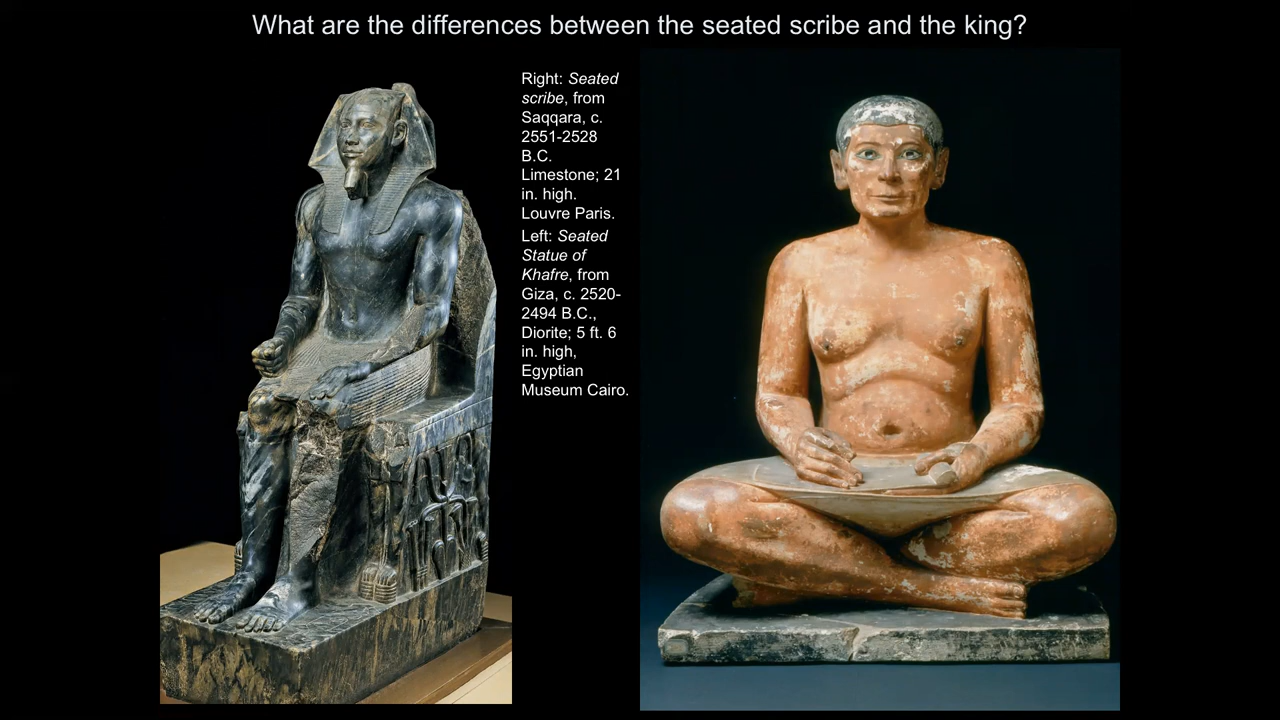 What are the differences between the seated scribe and the king?
Right: Seated
scribe, from
Saqqara, c.
2551-2528
B.C.
Limestone; 21
in. high.
Louvre Paris.
Left: Seated
Statue of
Khafre, from
Giza, c. 2520-
2494 B.C.,
Diorite; 5 ft. 6
in. high,
Egyptian
Museum Cairo.